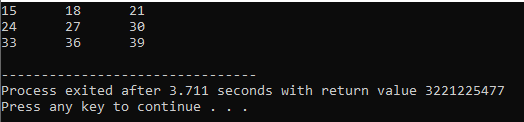 15      18      21
24      27      30
33      36      39
--------------------------------
Process exited after 3.711 seconds with return value 3221225477
Press any key to continue . . .